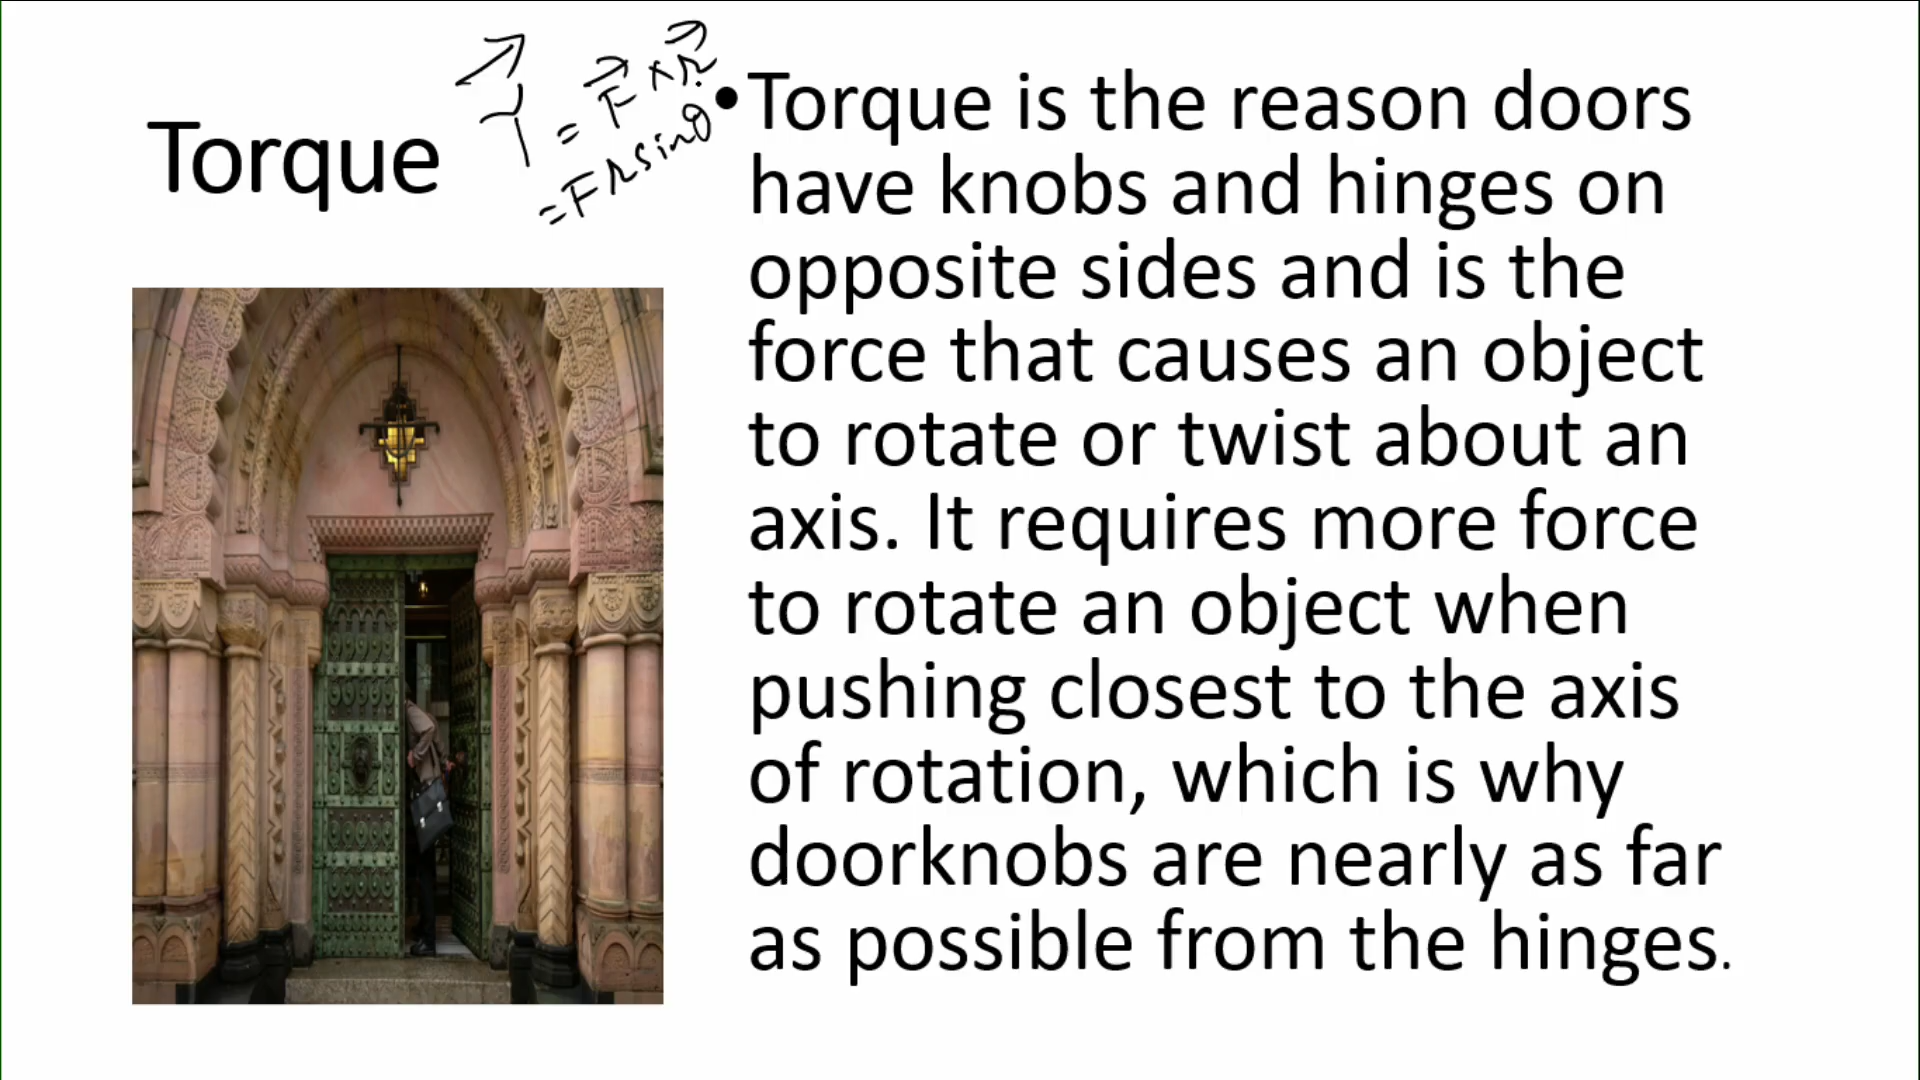 Torque
τ⃗ = F⃗ × r⃗
= F r sinθ
• Torque is the reason doors
have knobs and hinges on
opposite sides and is the
force that causes an object
to rotate or twist about an
axis. It requires more force
to rotate an object when
pushing closest to the axis
of rotation, which is why
doorknobs are nearly as far
as possible from the hinges.